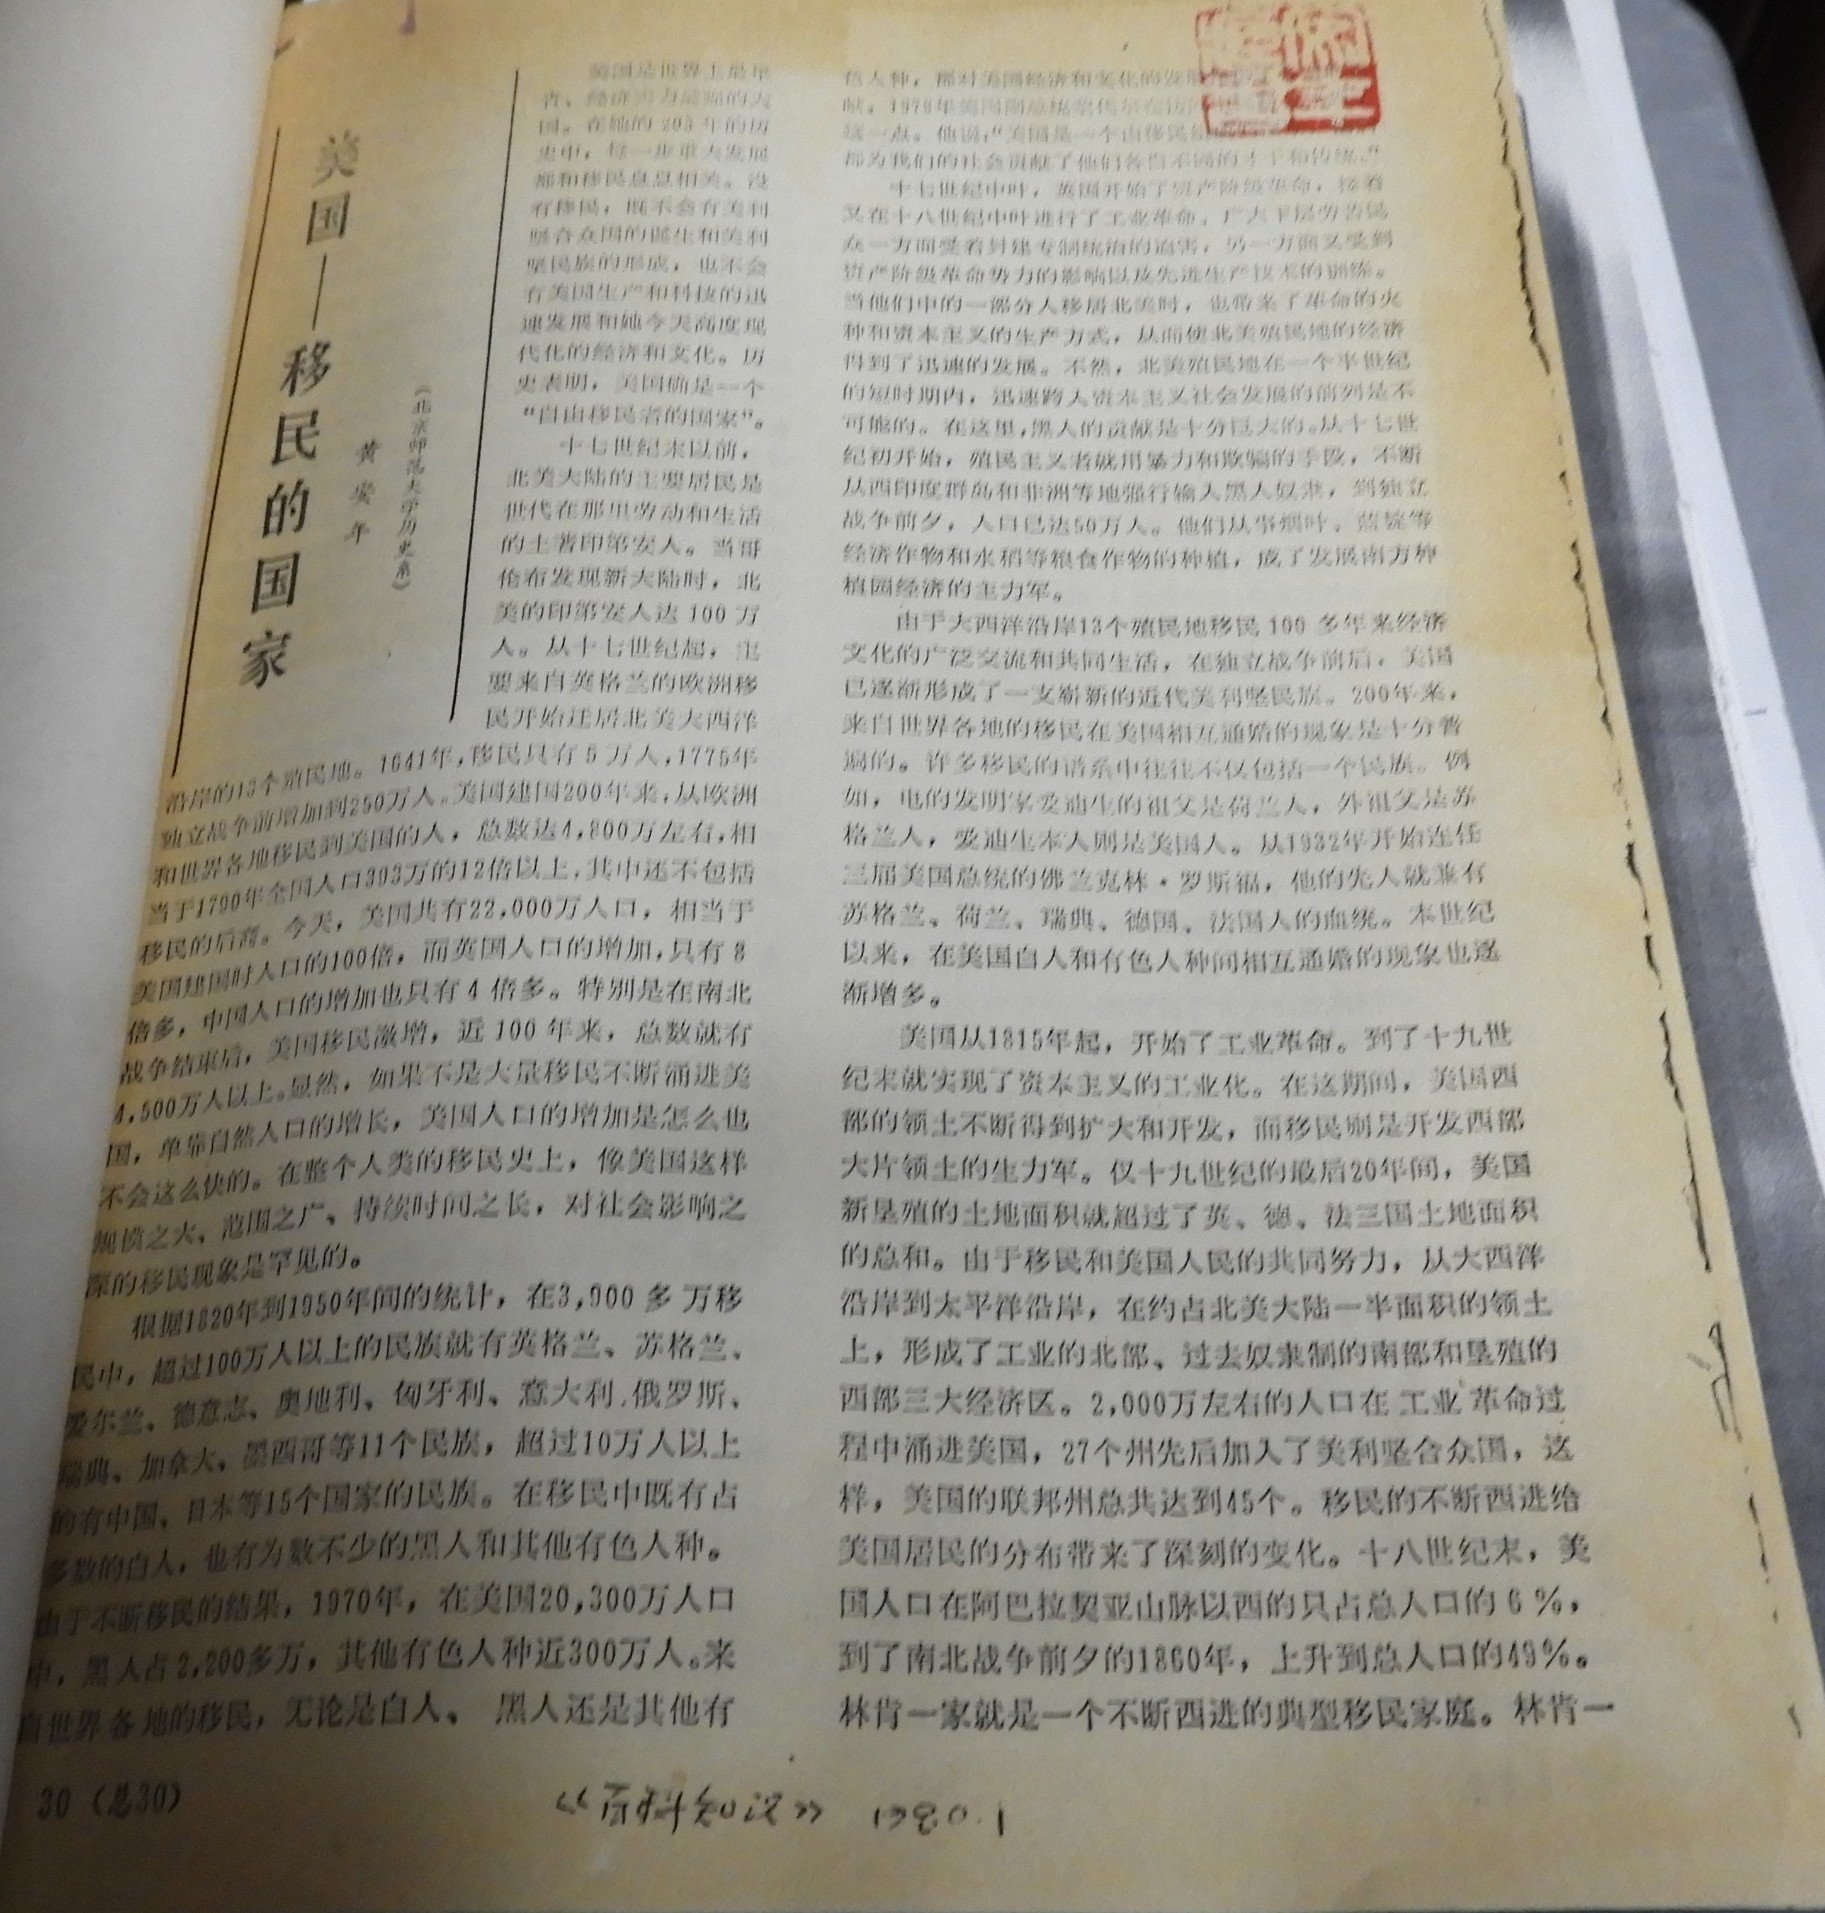 美国—移民的国家
黄安年
(北京师范大学历史系)
美国是世界上最年
青、经济实力最强的大
国。在她的 203 年的历
史中，每一步重大发展
都和移民息息相关。没
有移民，既不会有美利
坚合众国的诞生和美利
坚民族的形成，也不会
有美国生产和科技的迅
速发展和她今天高度现
代化的经济和文化。历
史表明，美国确是一个
“自由移民者的国家”。
十七世纪末以前，
北美大陆的主要居民是
世代在那里劳动和生活
的土著印第安人。当哥
伦布发现新大陆时，北
美的印第安人达 100 万
人。从十七世纪起，主
要来自英格兰的欧洲移
民开始迁居北美大西洋
沿岸的13个殖民地。1641年，移民只有 5 万人，1775年
独立战争前增加到250万人。美国建国200年来，从欧洲
和世界各地移民到美国的人，总数达4,800万左右，相
当于1790年全国人口393万的12倍以上，其中还不包括
移民的后裔。今天，美国共有22,000万人口，相当于
美国建国时人口的100倍，而英国人口的增加，只有 8
倍多，中国人口的增加也只有 4 倍多。特别是在南北
战争结束后，美国移民激增，近 100 年来，总数就有
4,500万人以上。显然，如果不是大量移民不断涌进美
国，单靠自然人口的增长，美国人口的增加是怎么也
不会这么快的。在整个人类的移民史上，像美国这样
规模之大、范围之广、持续时间之长，对社会影响之
深的移民现象是罕见的。
根据1820年到1950年间的统计，在3,900 多 万移
民中，超过100万人以上的民族就有英格兰、苏格兰、
爱尔兰、德意志、奥地利、匈牙利、意大利、俄罗斯、
瑞典、加拿大、墨西哥等11个民族，超过10万人以上
的有中国、日本等15个国家的民族。在移民中既有占
多数的白人，也有为数不少的黑人和其他有色人种。
由于不断移民的结果，1970年，在美国20,300万人口
中，黑人占 2,200多万，其他有色人种近300万人。来
自世界各地的移民，无论是白人、 黑人还是其他有
色人种，都对美国经济和文化的发展
献。1979年美国副总统蒙代尔在访
这一点。他说，“美国是一个由移民组
都为我们的社会贡献了他们各自不同的才干和传统。”
十七世纪中叶，英国开始了资产阶级革命，接着
又在十八世纪中叶进行了工业革命。广大下层劳苦民
众一方面受着封建专制统治的迫害，另一方面又受到
资产阶级革命势力的影响以及先进生产技术的训练。
当他们中的一部分人移居北美时，也带来了革命的火
种和资本主义的生产方式，从而使北美殖民地的经济
得到了迅速的发展。不然，北美殖民地在一个半世纪
的短时期内，迅速跨入资本主义社会发展的前列是不
可能的。在这里，黑人的贡献是十分巨大的。从十七世
纪初开始，殖民主义者就用暴力和欺骗的手段，不断
从西印度群岛和非洲等地强行输入黑人奴隶，到独立
战争前夕，人口已达50万人。他们从事烟叶、蓝靛等
经济作物和水稻等粮食作物的种植，成了发展南方种
植园经济的主力军。
由于大西洋沿岸13个殖民地移民 100 多年来经济
文化的广泛交流和共同生活，在独立战争前后，美国
已逐渐形成了一支崭新的近代美利坚民族。200年来，
来自世界各地的移民在美国相互通婚的现象是十分普
遍的。许多移民的谱系中往往不仅包括一个民族。例
如，电的发明家爱迪生的祖父是荷兰人，外祖父是苏
格兰人，爱迪生本人则是美国人。从1932年开始连任
三届美国总统的佛兰克林·罗斯福，他的先人就兼有
苏格兰、荷兰、瑞典、德国、法国人的血统。本世纪
以来，在美国白人和有色人种间相互通婚的现象也逐
渐增多。
美国从1815年起，开始了工业革命。到了十九世
纪末就实现了资本主义的工业化。在这期间，美国西
部的领土不断得到扩大和开发，而移民则是开发西部
大片领土的生力军。仅十九世纪的最后20年间，美国
新垦殖的土地面积就超过了英、德、法三国土地面积
的总和。由于移民和美国人民的共同努力，从大西洋
沿岸到太平洋沿岸，在约占北美大陆一半面积的领土
上，形成了工业的北部、过去奴隶制的南部和垦殖的
西部三大经济区。2,000万左右的人口在 工业 革命过
程中涌进美国，27个州先后加入了美利坚合众国，这
样，美国的联邦州总共达到45个。移民的不断西进给
美国居民的分布带来了深刻的变化。十八世纪末，美
国人口在阿巴拉契亚山脉以西的只占总人口的 6 %，
到了南北战争前夕的1860年，上升到总人口的49%。
林肯一家就是一个不断西进的典型移民家庭。林肯一
30 (总30)
《百科知识》 1980.1